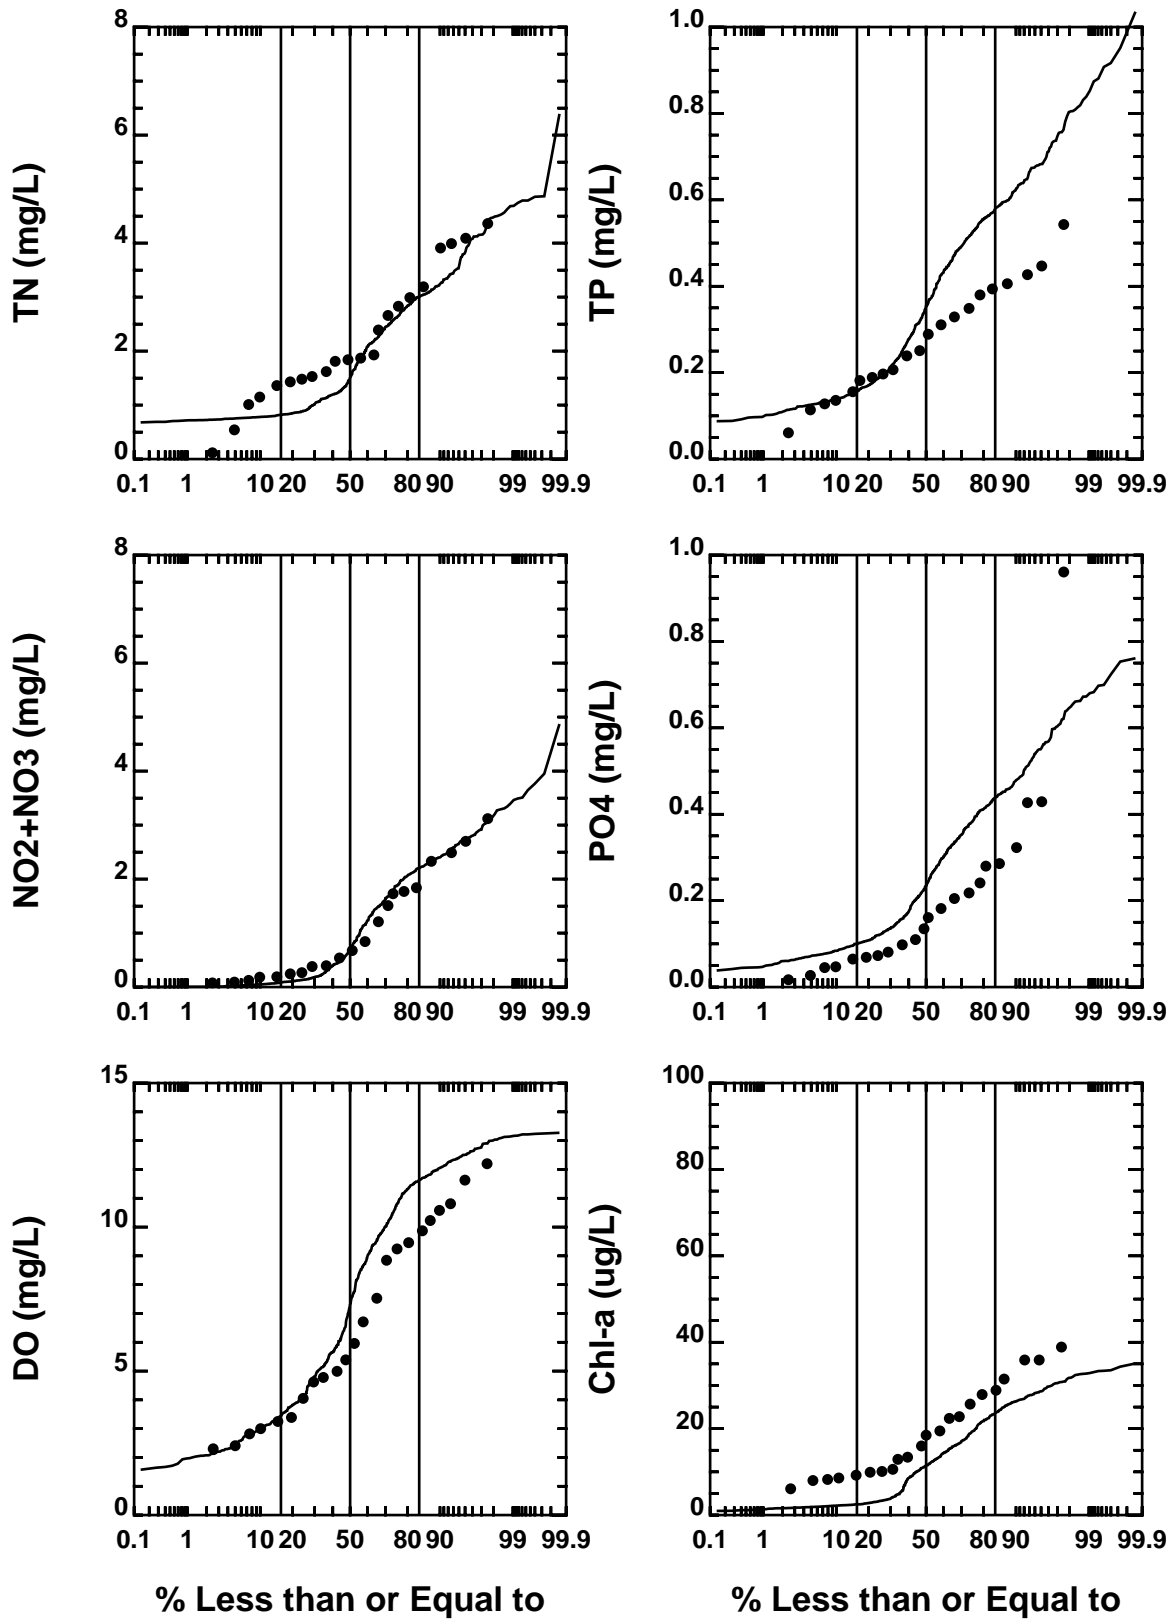 8
6
4
2
0
TN (mg/L)
0.1 1 10 20 50 80 90 99 99.9
1.0
0.8
0.6
0.4
0.2
0.0
TP (mg/L)
0.1 1 10 20 50 80 90 99 99.9
8
6
4
2
0
NO2+NO3 (mg/L)
0.1 1 10 20 50 80 90 99 99.9
1.0
0.8
0.6
0.4
0.2
0.0
PO4 (mg/L)
0.1 1 10 20 50 80 90 99 99.9
15
10
5
0
DO (mg/L)
0.1 1 10 20 50 80 90 99 99.9
% Less than or Equal to
100
80
60
40
20
0
Chl-a (ug/L)
0.1 1 10 20 50 80 90 99 99.9
% Less than or Equal to